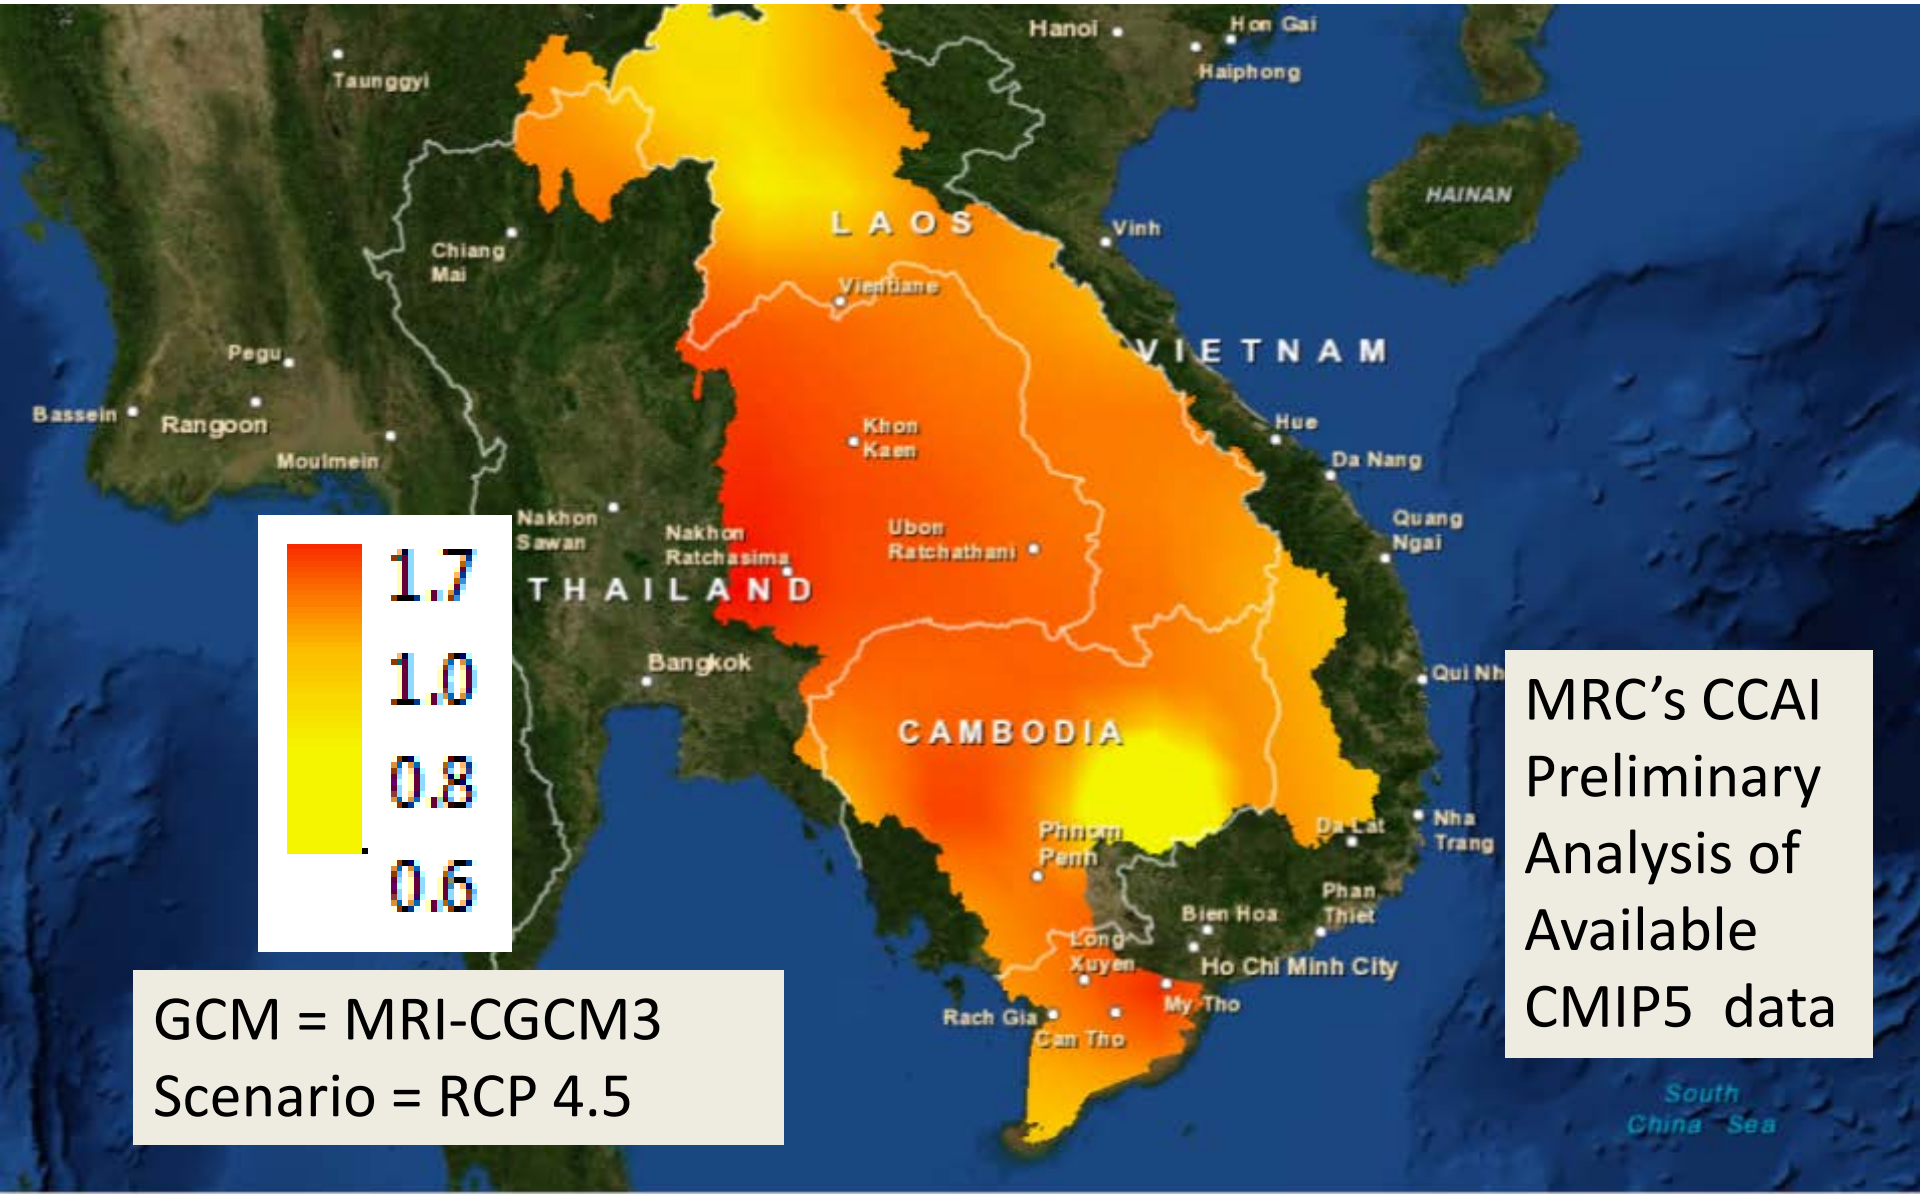 Hanoi
Hon Gai
Haiphong
Taunggyi
HAINAN
LAOS
Vinh
Chiang
Mai
Vientiane
VIETNAM
Pegu
Bassein
Rangoon
Moulmein
Khon
Kaen
Hue
Da Nang
Nakhon
Sawan
Nakhon
Ratchasima
Ubon
Ratchathani
Quang
Ngai
THAILAND
1.7
1.0
0.8
0.6
Bangkok
Qui Nh
CAMBODIA
Phnom
Penh
Da Lat
Nha
Trang
Phan
Thiet
Bien Hoa
Long
Xuyen
Ho Chi Minh City
My Tho
Rach Gia
Can Tho
MRC’s CCAI
Preliminary
Analysis of
Available
CMIP5 data
GCM = MRI-CGCM3
Scenario = RCP 4.5
South
China Sea